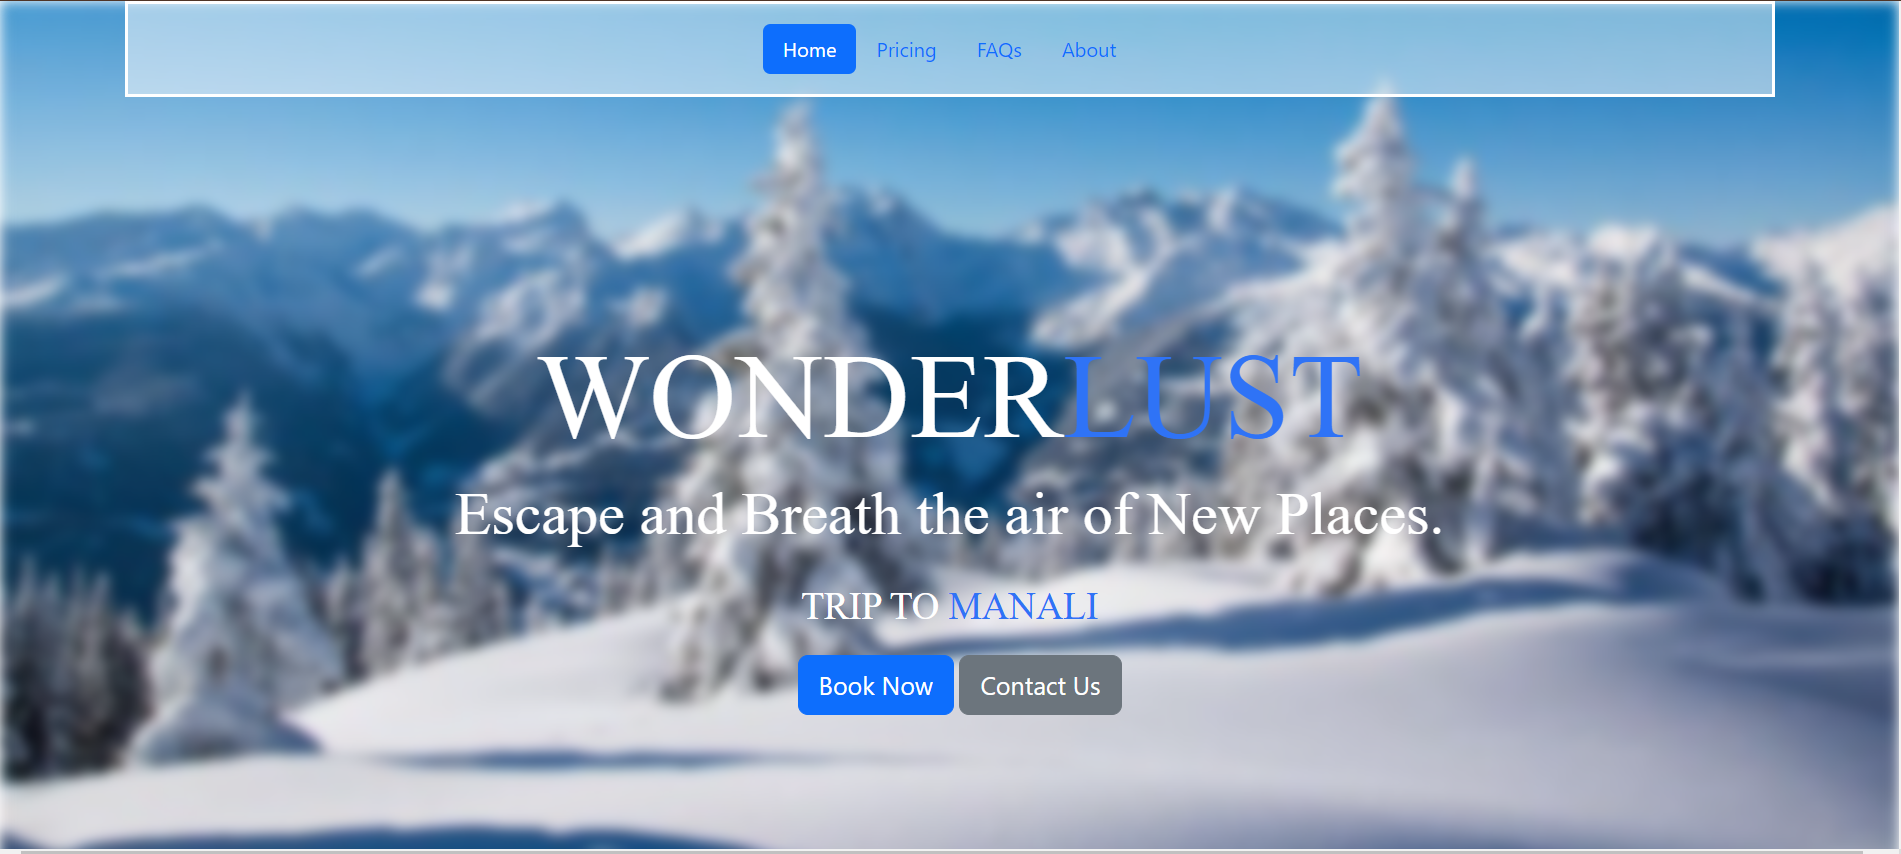 Home Pricing FAQs About
WONDERLUST
Escape and Breath the air of New Places.
TRIP TO MANALI
Book Now Contact Us